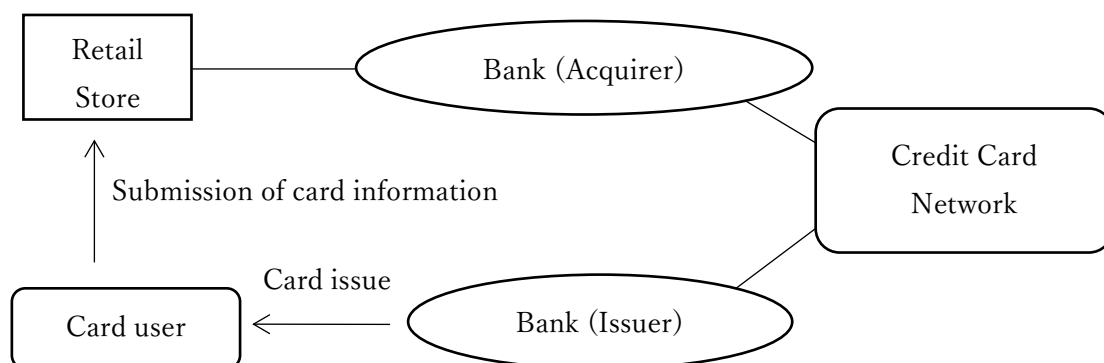 Retail
Store
Bank (Acquirer)
Credit Card
Network
Submission of card information
Card issue
Card user
Bank (Issuer)